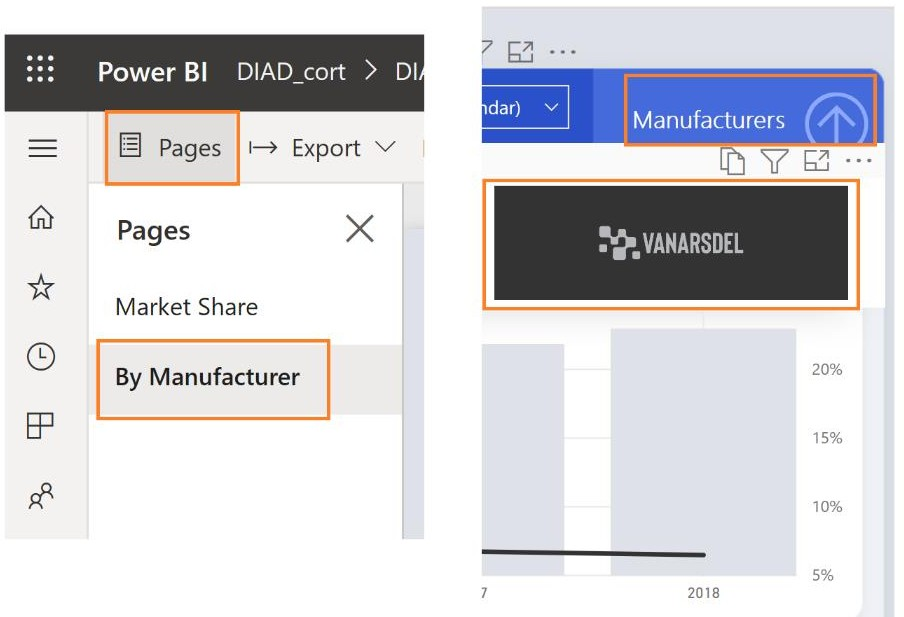 Power BI DIAD_cort > DI
Pages Export
Pages
Market Share
By Manufacturer
ndar)
Manufacturers
VANARSDEL
20%
15%
10%
5%
7 2018